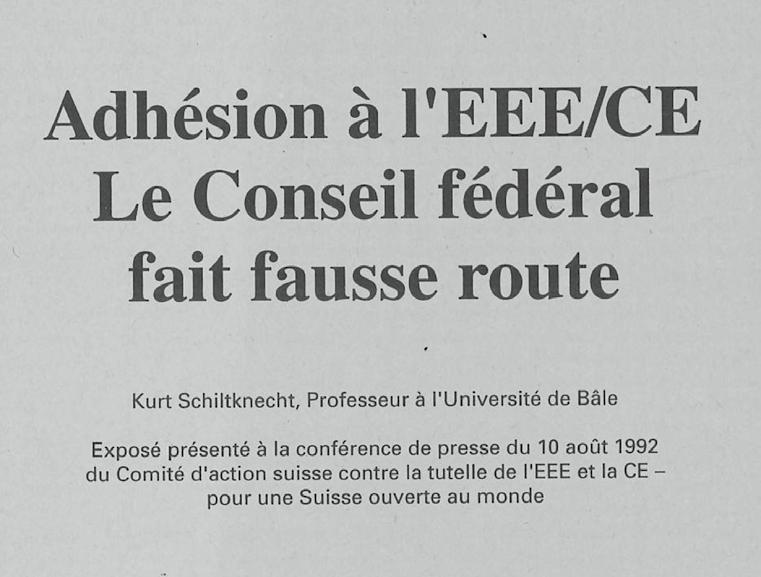 Adhésion à l'EEE/CE
Le Conseil fédéral
fait fausse route
Kurt Schiltknecht, Professeur à l'Université de Bâle
Exposé présenté à la conférence de presse du 10 août 1992
du Comité d'action suisse contre la tutelle de l'EEE et la CE –
pour une Suisse ouverte au monde